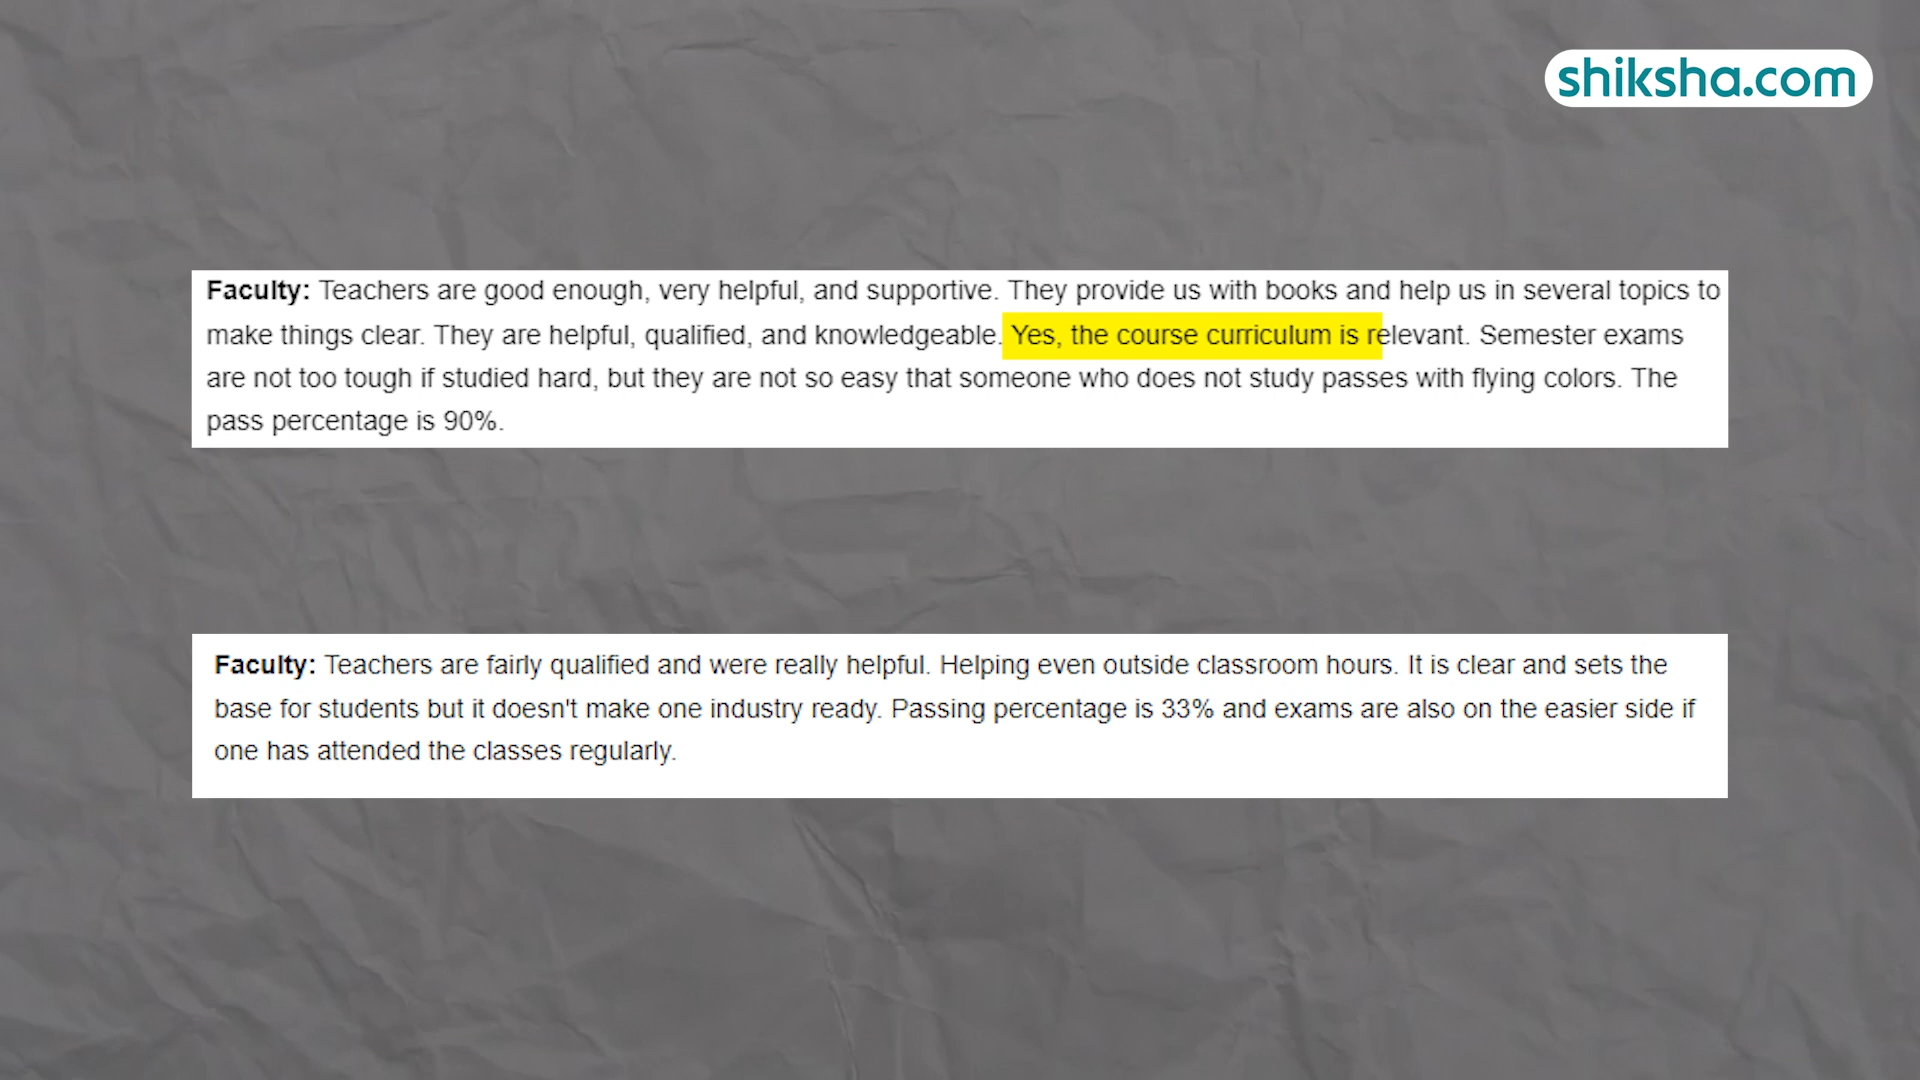 shiksha.com
Faculty: Teachers are good enough, very helpful, and supportive. They provide us with books and help us in several topics to
make things clear. They are helpful, qualified, and knowledgeable. Yes, the course curriculum is relevant. Semester exams
are not too tough if studied hard, but they are not so easy that someone who does not study passes with flying colors. The
pass percentage is 90%.
Faculty: Teachers are fairly qualified and were really helpful. Helping even outside classroom hours. It is clear and sets the
base for students but it doesn't make one industry ready. Passing percentage is 33% and exams are also on the easier side if
one has attended the classes regularly.